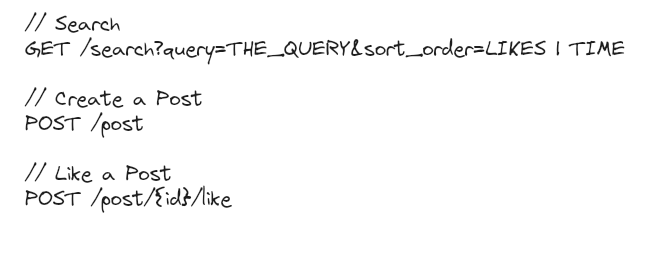 // Search
GET /search?query=THE_QUERY&sort_order=LIKES | TIME
// Create a Post
POST /post
// Like a Post
POST /post/{id}/like